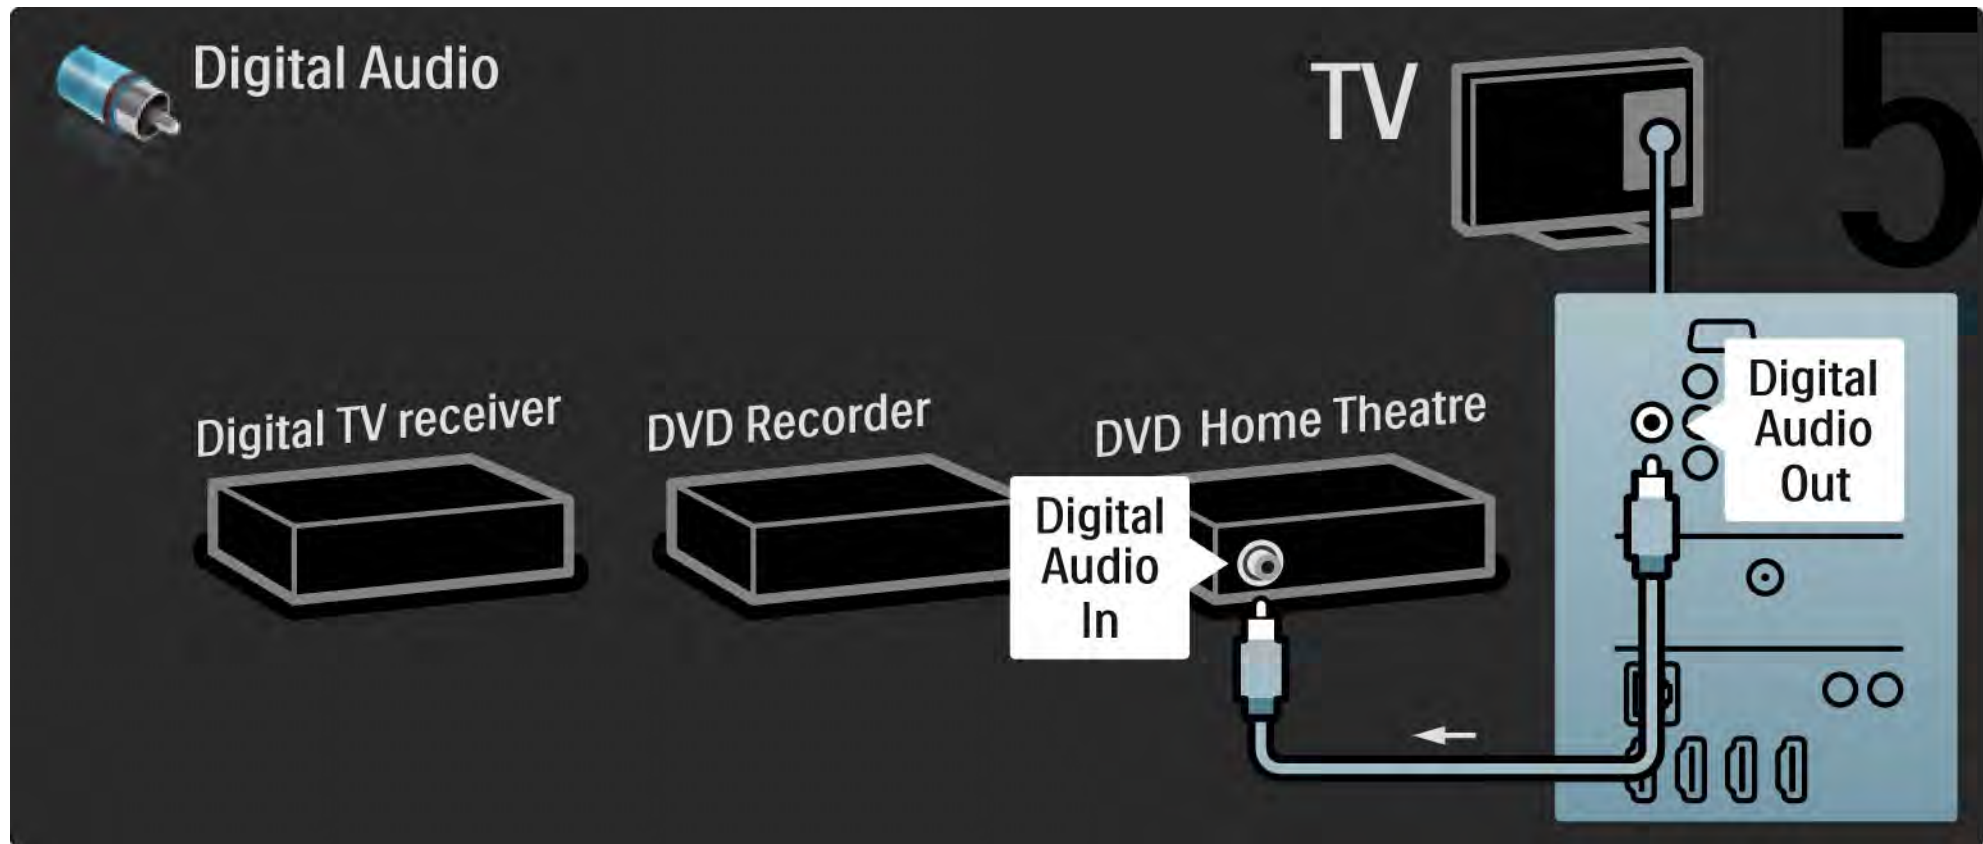 Digital Audio
TV
5
Digital TV receiver
DVD Recorder
DVD Home Theatre
Digital
Audio
In
Digital
Audio
Out